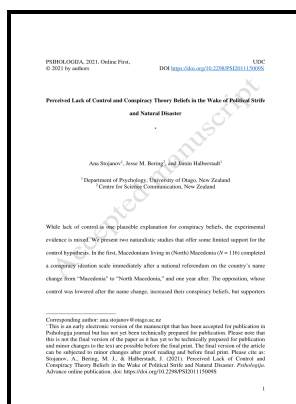 PSIHOLOGIJA, 2021, Online First, UDC
© 2021 by authors DOI https://doi.org/10.2298/PSI201115009S
Perceived Lack of Control and Conspiracy Theory Beliefs in the Wake of Political Strife
and Natural Disaster
*
Ana Stojanov¹, Jesse M. Bering², and Jamin Halberstadt¹
¹ Department of Psychology, University of Otago, New Zealand
² Centre for Science Communication, New Zealand
While lack of control is one plausible explanation for conspiracy beliefs, the experimental
evidence is mixed. We present two naturalistic studies that offer some limited support for the
control hypothesis. In the first, Macedonians living in (North) Macedonia (N = 116) completed
a conspiracy ideation scale immediately after a national referendum on the country's name
change from "Macedonia" to "North Macedonia," and one year after. The opposition, whose
control was lowered after the name change, increased their conspiracy beliefs, but supporters
Corresponding author: ana.stojanov@otago.ac.nz
* This is an early electronic version of the manuscript that has been accepted for publication in
Psihologija journal but has not yet been technically prepared for publication. Please note that
this is not the final version of the paper as it has yet to be technically prepared for publication
and minor changes to the text are possible before the final print. The final version of the article
can be subjected to minor changes after proof reading and before final print. Please cite as:
Stojanov, A., Bering, M. J., & Halberstadt, J. (2021). Perceived Lack of Control and
Conspiracy Theory Beliefs in the Wake of Political Strife and Natural Disaster. Psihologija.
Advance online publication. doi: https://doi.org/10.2298/PSI201115009S
1
Accepted manuscript